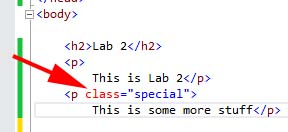 <body>
<h2>Lab 2</h2>
<p>
This is Lab 2</p>
<p class="special">
This is some more stuff</p>